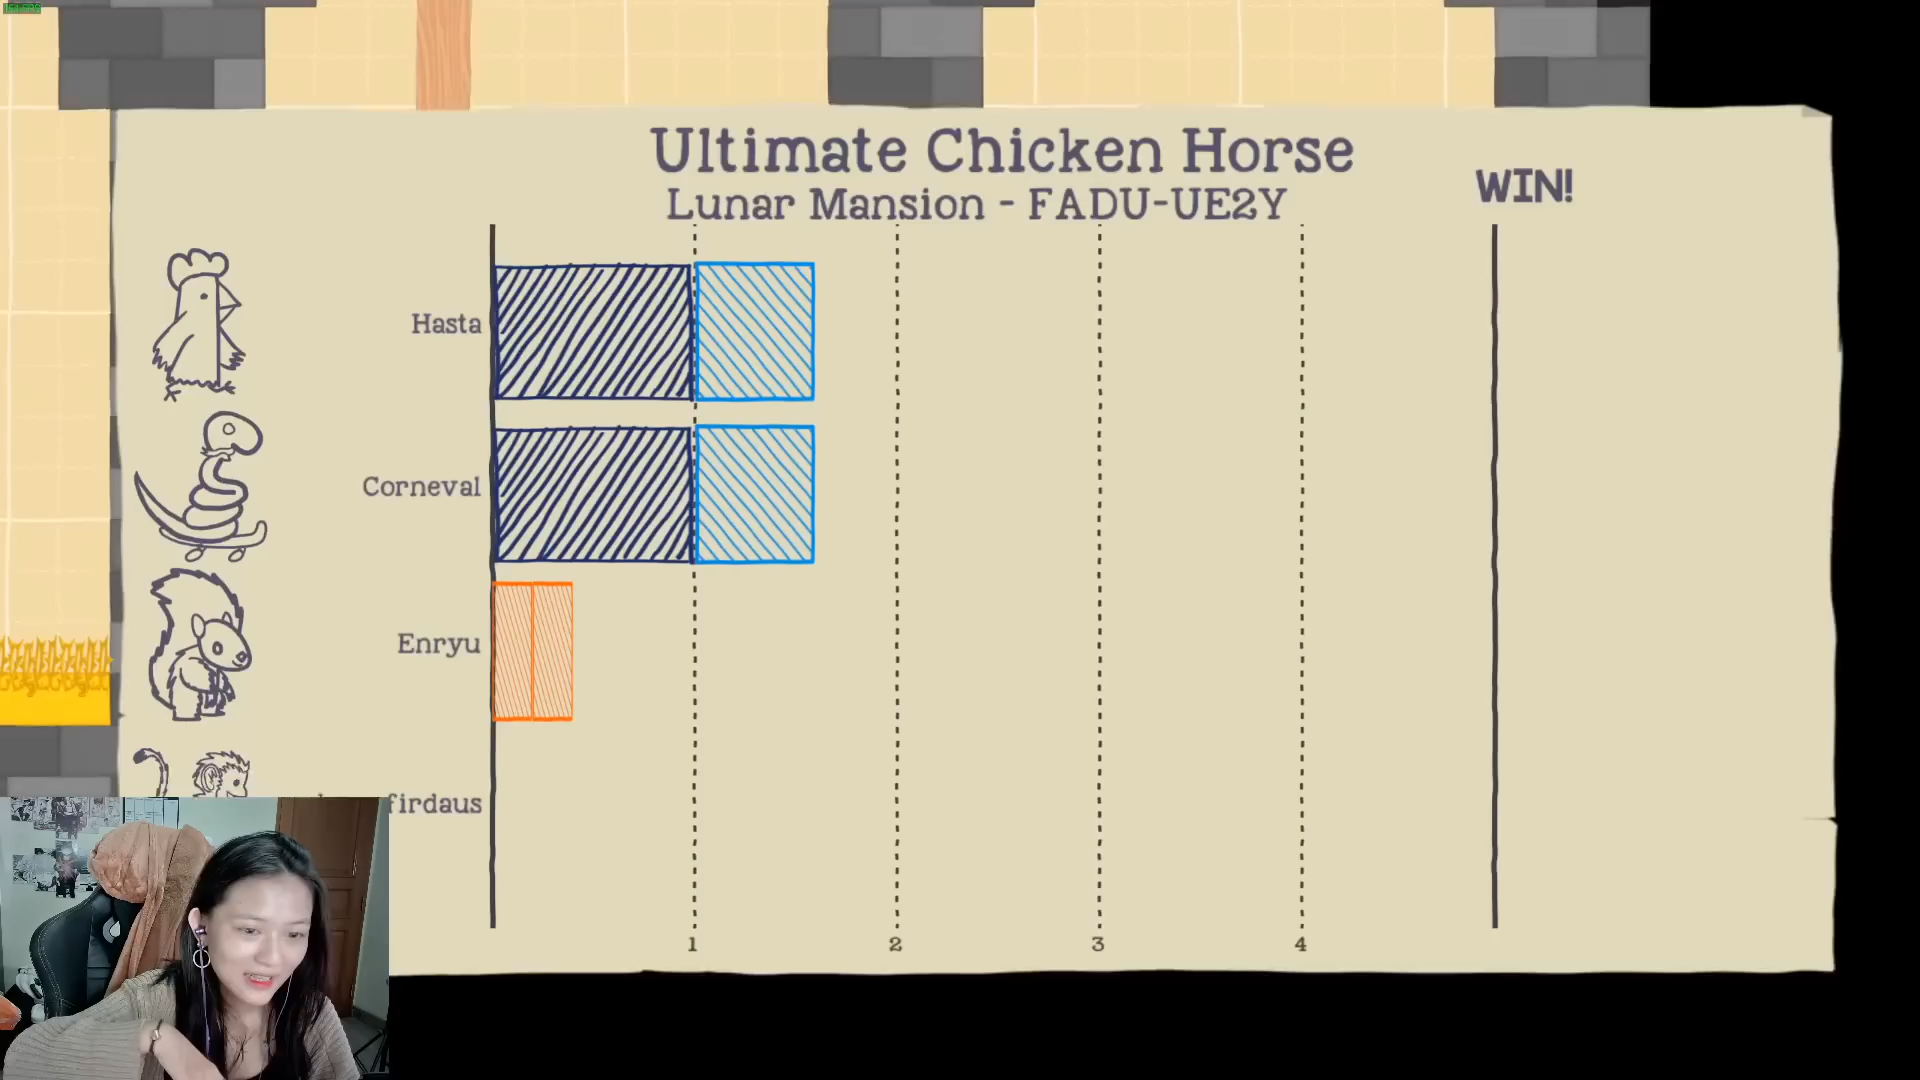 Ultimate Chicken Horse
Lunar Mansion - FADU-UE2Y
WIN!
Hasta
Corneval
Enryu
firdaus
1 2 3 4